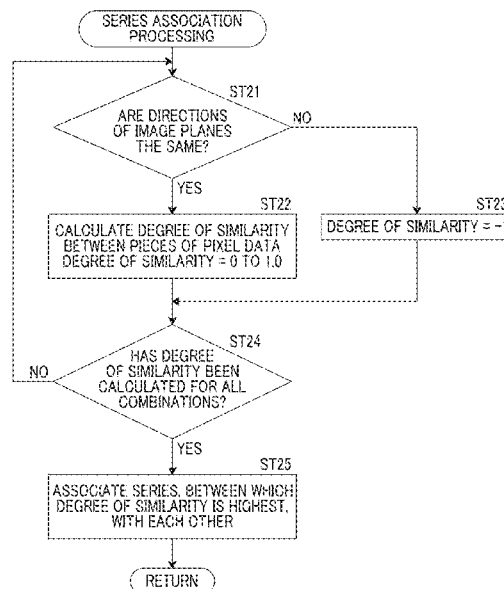 SERIES ASSOCIATION
PROCESSING
ST21
ARE DIRECTIONS
OF IMAGE PLANES
THE SAME?
NO
YES
ST22
CALCULATE DEGREE OF SIMILARITY
BETWEEN PIECES OF PIXEL DATA
DEGREE OF SIMILARITY = 0 TO 1.0
ST23
DEGREE OF SIMILARITY =
ST24
HAS DEGREE
OF SIMILARITY BEEN
CALCULATED FOR ALL
COMBINATIONS?
NO
YES
ST25
ASSOCIATE SERIES, BETWEEN WHICH
DEGREE OF SIMILARITY IS HIGHEST,
WITH EACH OTHER
RETURN